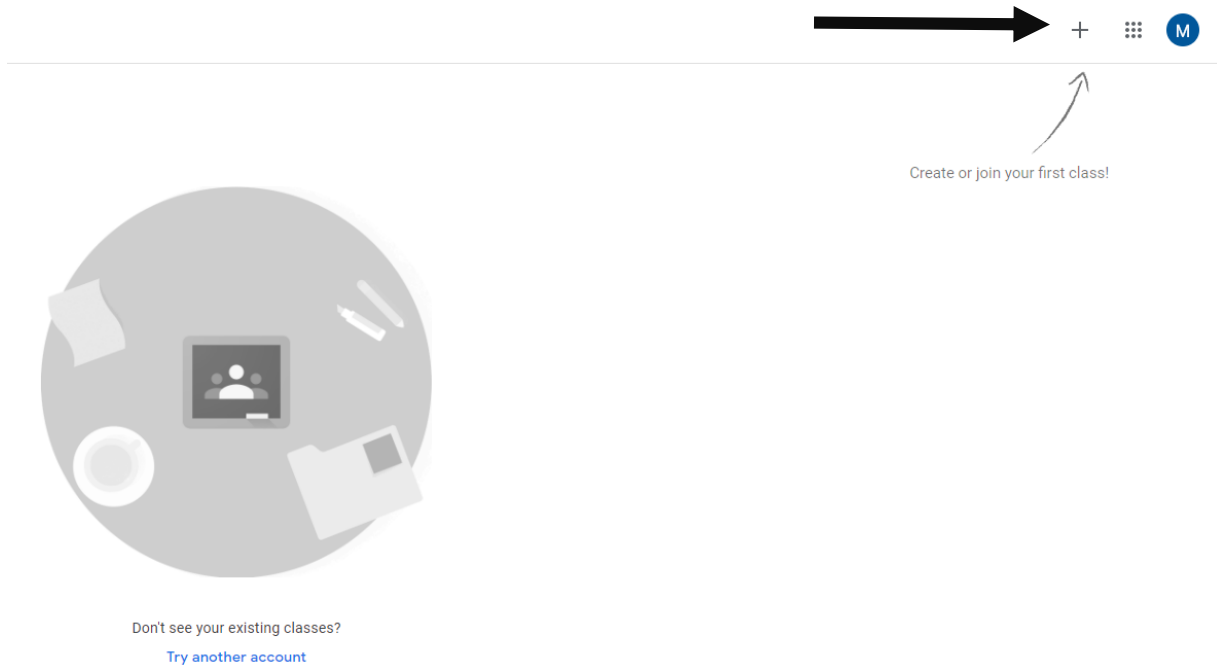 M
Create or join your first class!
Don't see your existing classes?
Try another account